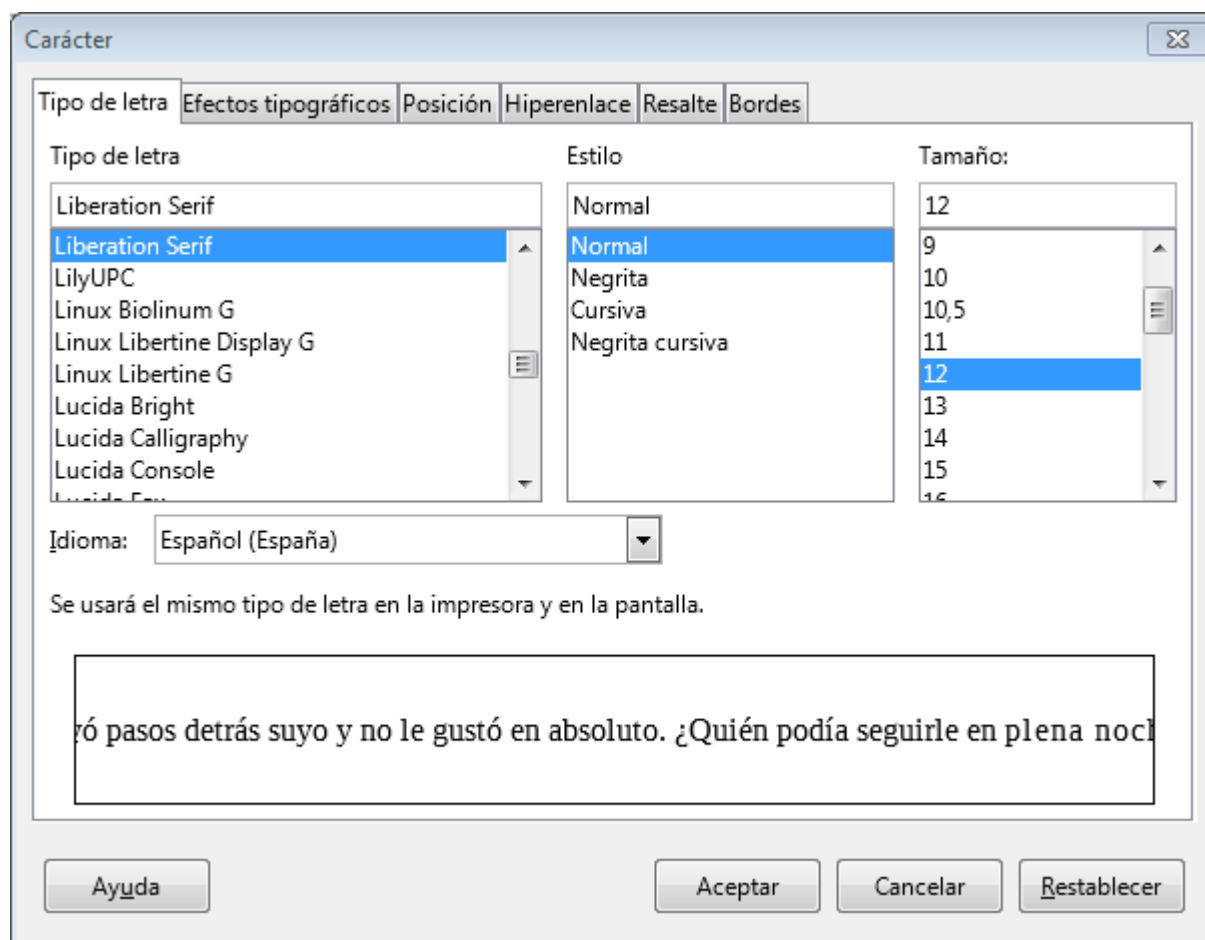 Carácter
Tipo de letra Efectos tipográficos Posición Hiperenlace Resalte Bordes
Tipo de letra Estilo Tamaño:
Liberation Serif Normal 12
Liberation Serif Normal 9
LilyUPC Negrita 10
Linux Biolinum G Cursiva 10,5
Linux Libertine Display G Negrita cursiva 11
Linux Libertine G 12
Lucida Bright 13
Lucida Calligraphy 14
Lucida Console 15
Idioma: Español (España)
Se usará el mismo tipo de letra en la impresora y en la pantalla.
pasos detrás suyo y no le gustó en absoluto. ¿Quién podía seguirle en plena
Ayuda Aceptar Cancelar Restablecer